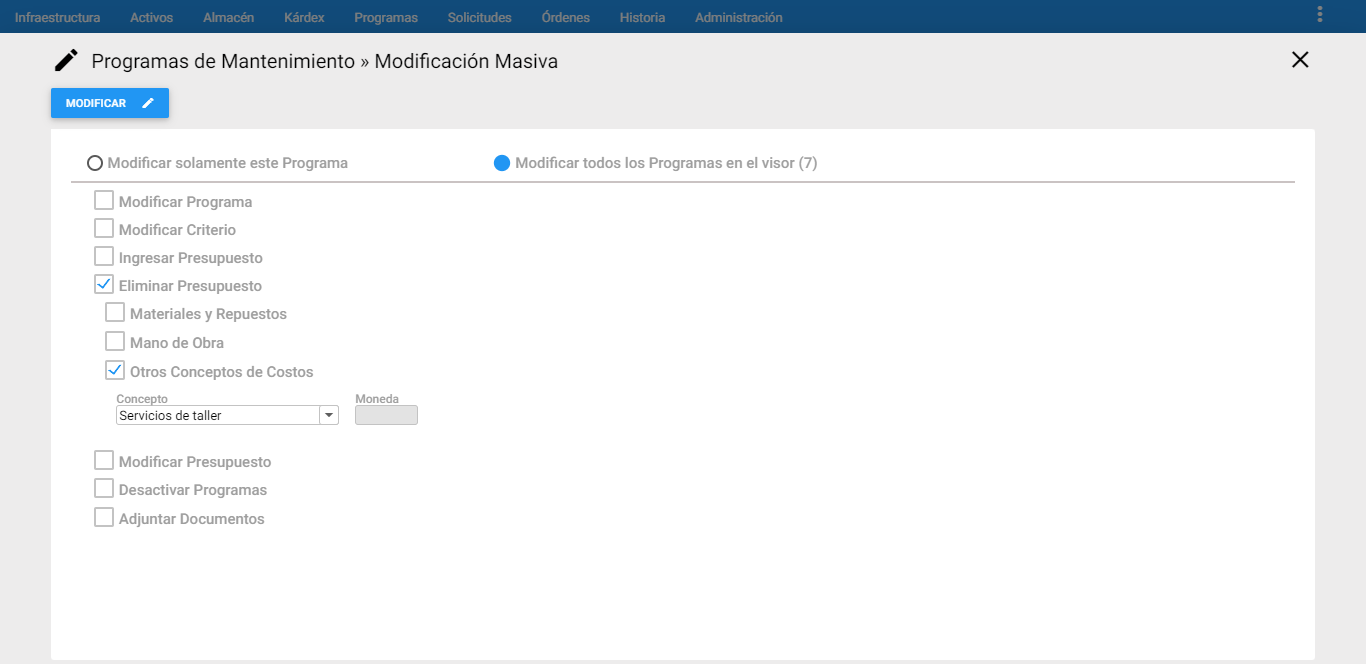 Infraestructura Activos Almacén Kárdex Programas Solicitudes Órdenes Historia Administración
Programas de Mantenimiento » Modificación Masiva
MODIFICAR
Modificar solamente este Programa Modificar todos los Programas en el visor (7)
Modificar Programa
Modificar Criterio
Ingresar Presupuesto
Eliminar Presupuesto
Materiales y Repuestos
Mano de Obra
Otros Conceptos de Costos
Concepto Moneda
Servicios de taller
Modificar Presupuesto
Desactivar Programas
Adjuntar Documentos